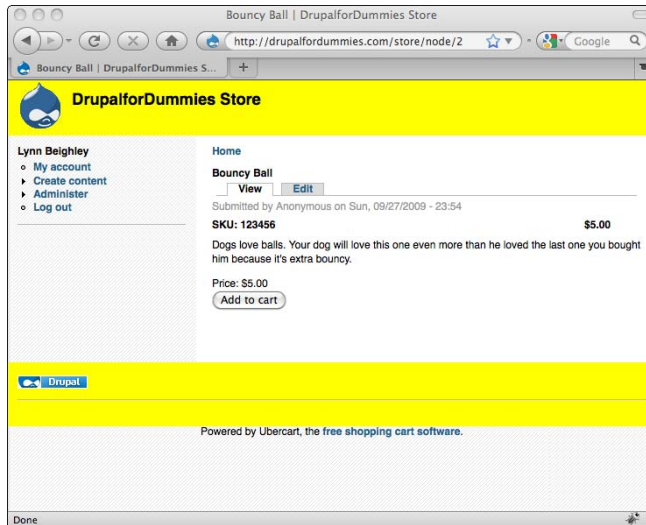 Bouncy Ball | DrupalforDummies Store
http://drupalfordummies.com/store/node/2
Google
Bouncy Ball | DrupalforDummies S...
DrupalforDummies Store
Lynn Beighley
My account
Create content
Administer
Log out
Home
Bouncy Ball
View Edit
Submitted by Anonymous on Sun, 09/27/2009 - 23:54
SKU: 123456 $5.00
Dogs love balls. Your dog will love this one even more than he loved the last one you bought
him because it's extra bouncy.
Price: $5.00
Add to cart
Drupal
Powered by Ubercart, the free shopping cart software.
Done